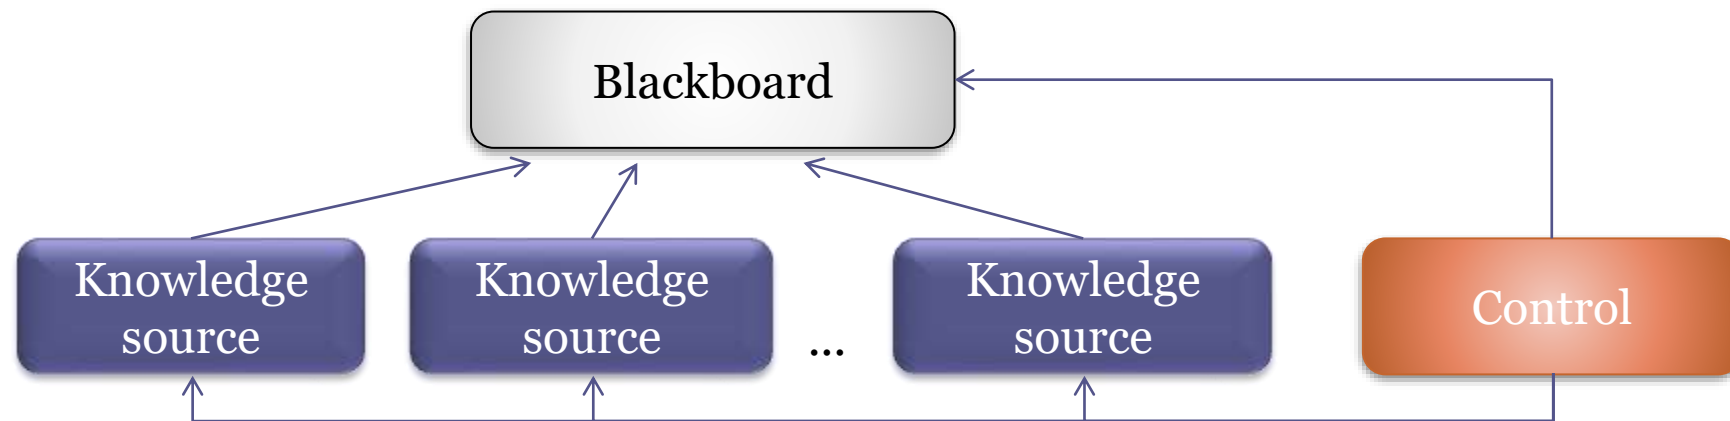 Blackboard
Knowledge
source
Knowledge
source
...
Knowledge
source
Control